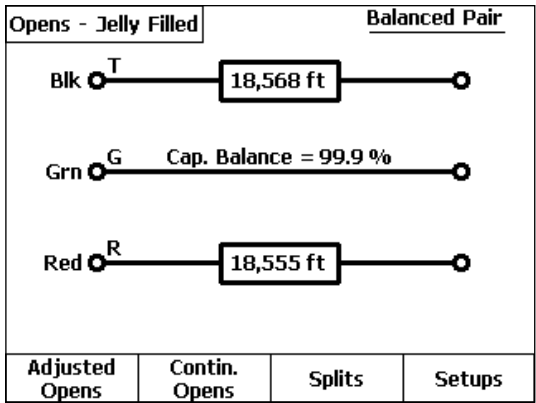 Opens - Jelly Filled
Balanced Pair
Blk T 18,568 ft
Grn G Cap. Balance = 99.9 %
Red R 18,555 ft
Adjusted Opens
Contin. Opens
Splits
Setups